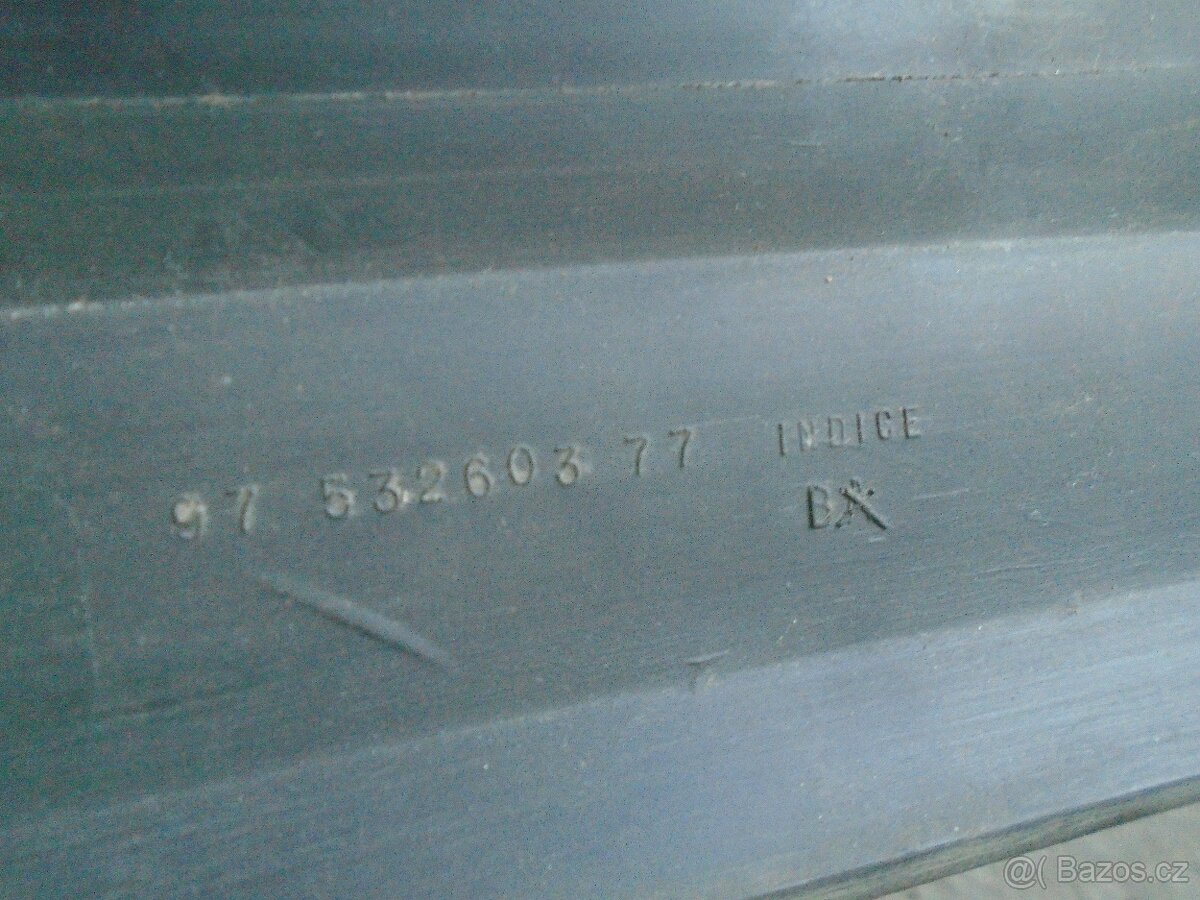 97 532603 77 INDICE
BA
@( Bazos.cz